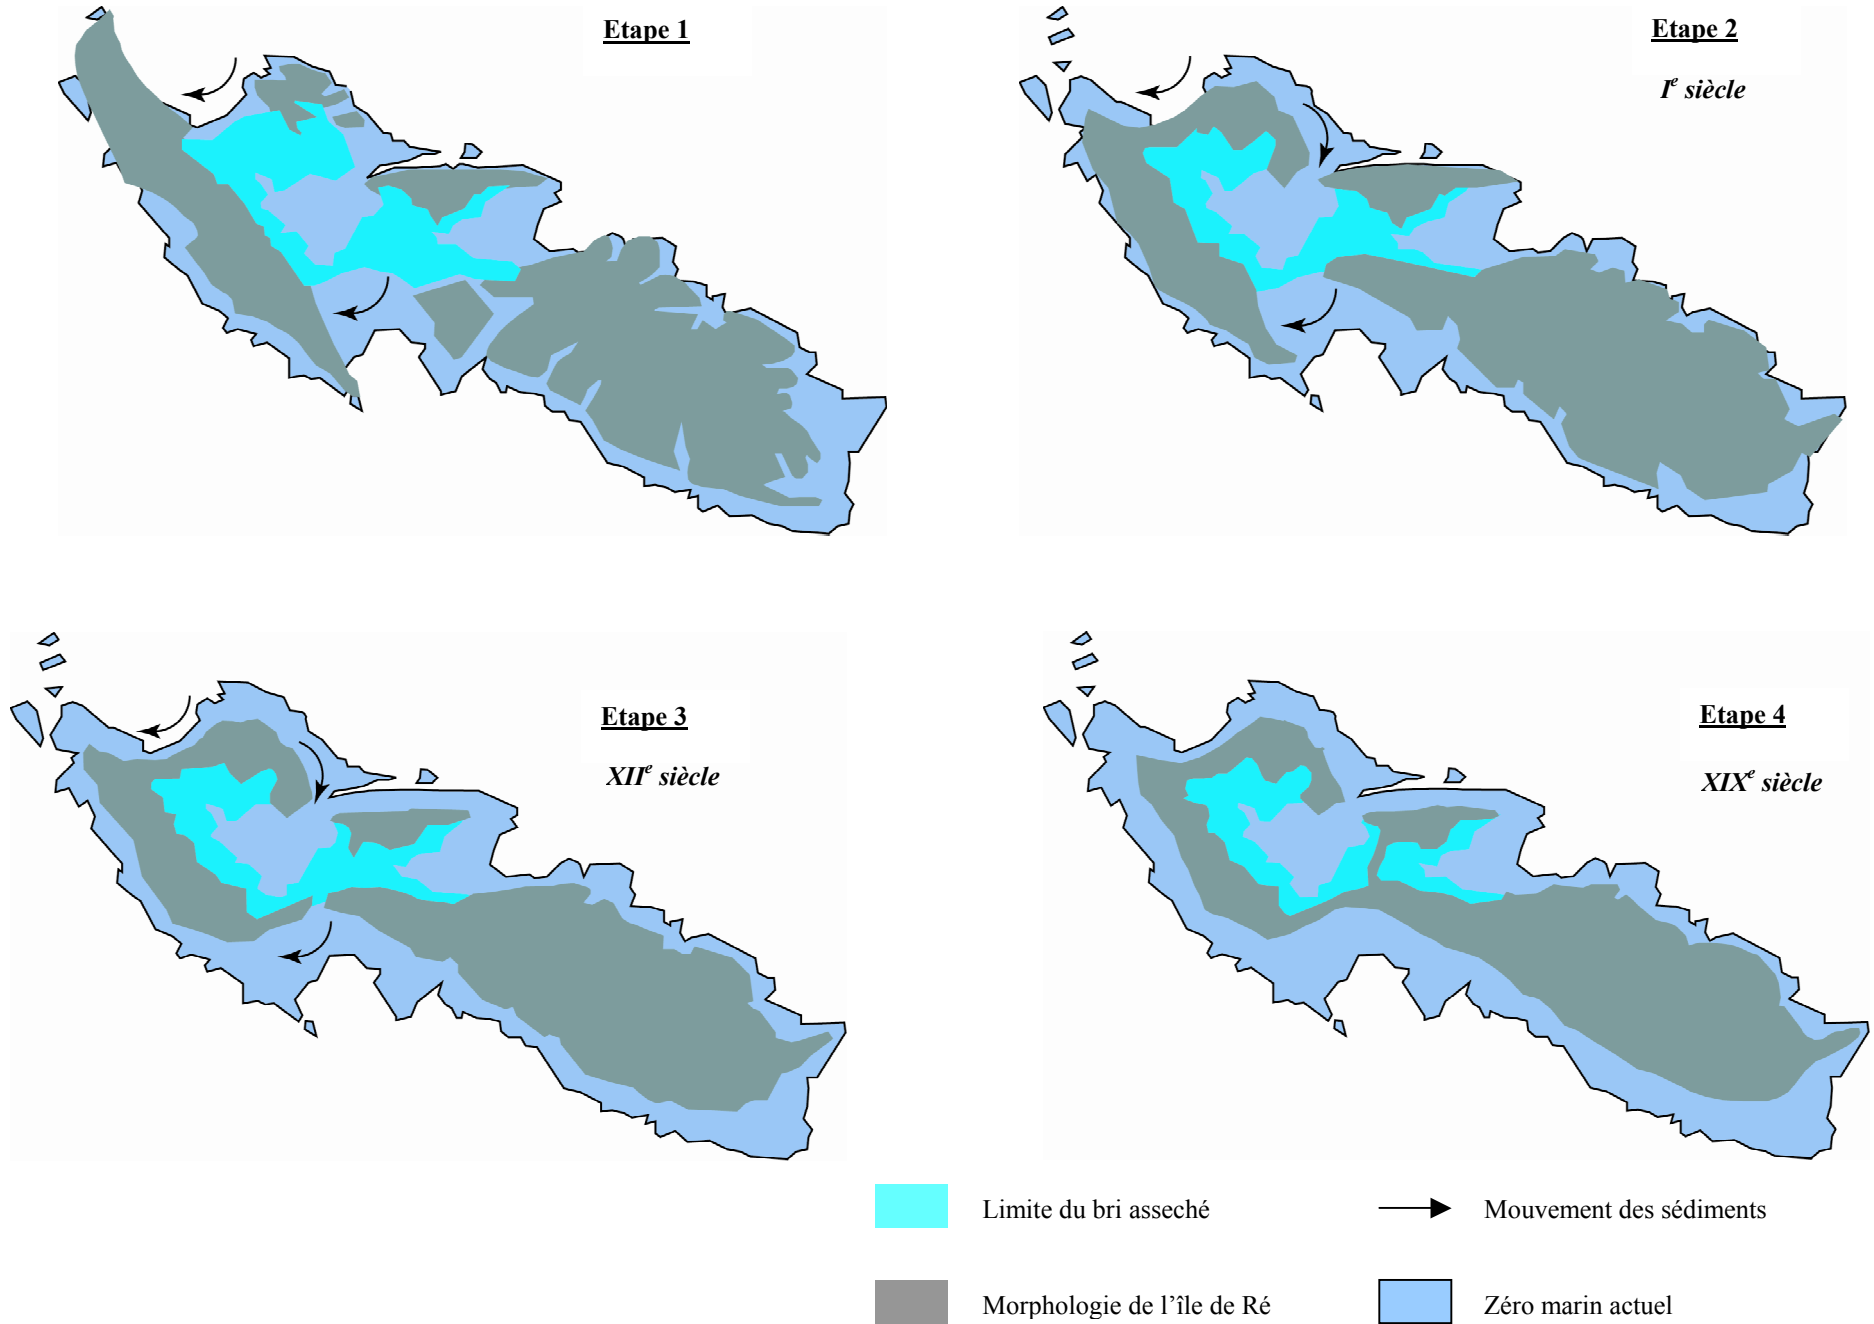 Etape 1
Etape 2
Iᵉ siècle
Etape 3
XIIᵉ siècle
Etape 4
XIXᵉ siècle
Limite du bri asseché
Mouvement des sédiments
Morphologie de l’île de Ré
Zéro marin actuel